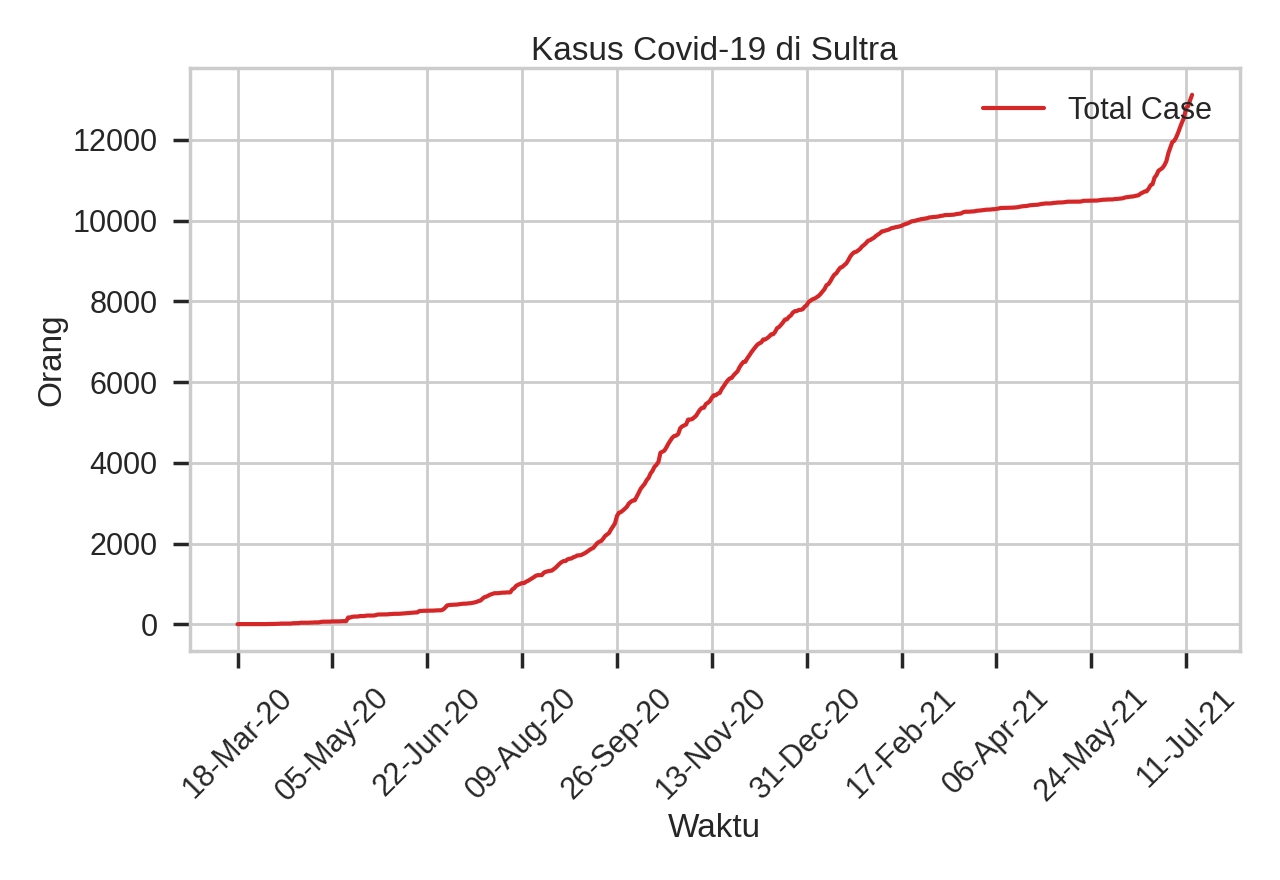 Kasus Covid-19 di Sultra
Total Case
12000
10000
8000
6000
4000
2000
0
Orang
18-Mar-20
05-May-20
22-Jun-20
09-Aug-20
26-Sep-20
13-Nov-20
31-Dec-20
17-Feb-21
06-Apr-21
24-May-21
11-Jul-21
Waktu